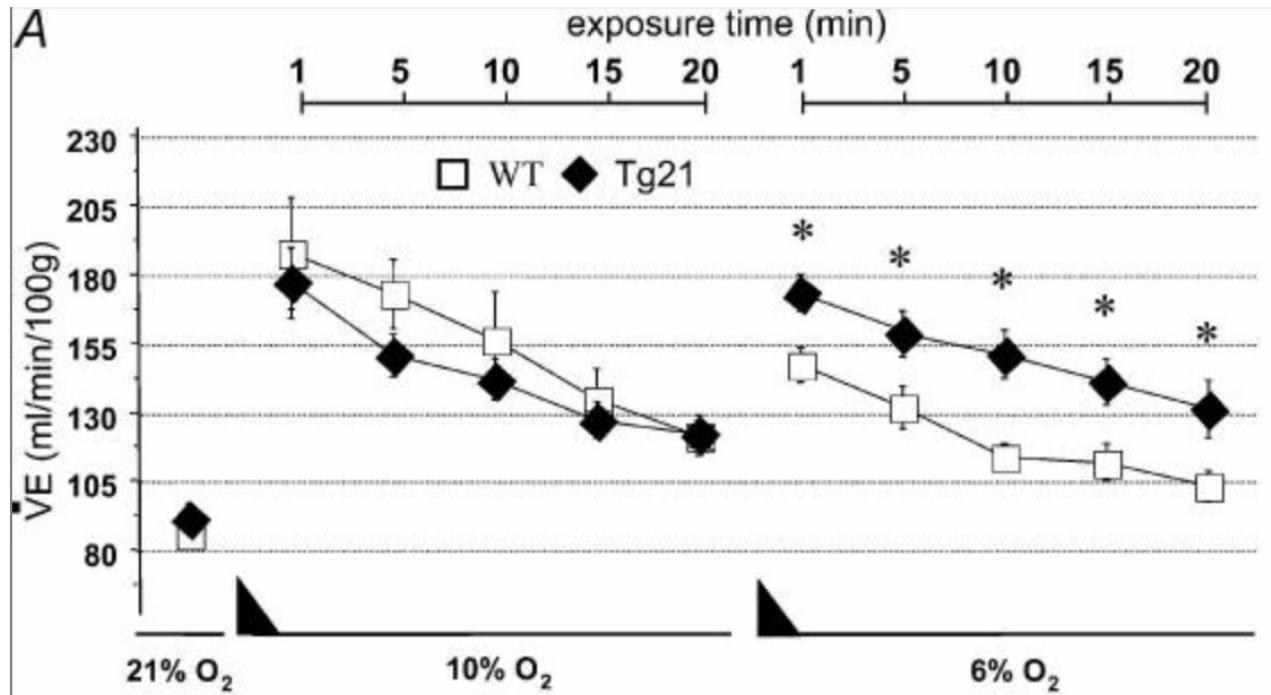 A
exposure time (min)
1 5 10 15 20 1 5 10 15 20
230
WT Tg21
205
* * * * *
180
155
130
105
80
V̇E (ml/min/100g)
21% O₂ 10% O₂ 6% O₂